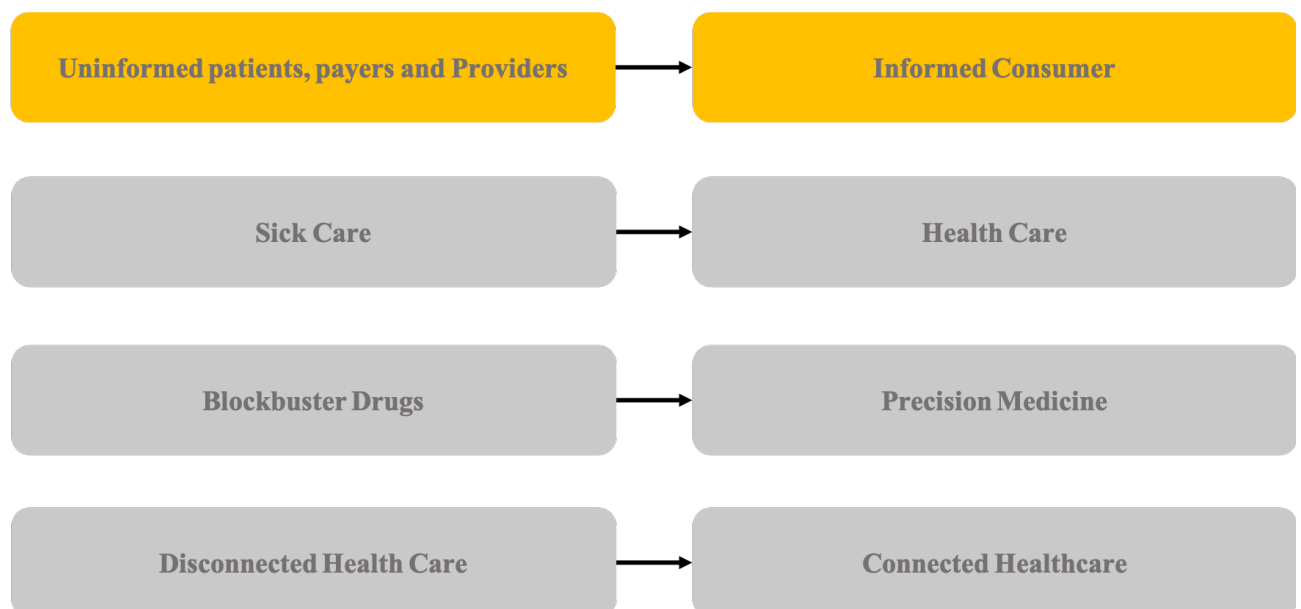 Uninformed patients, payers and Providers
Informed Consumer
Sick Care
Health Care
Blockbuster Drugs
Precision Medicine
Disconnected Health Care
Connected Healthcare